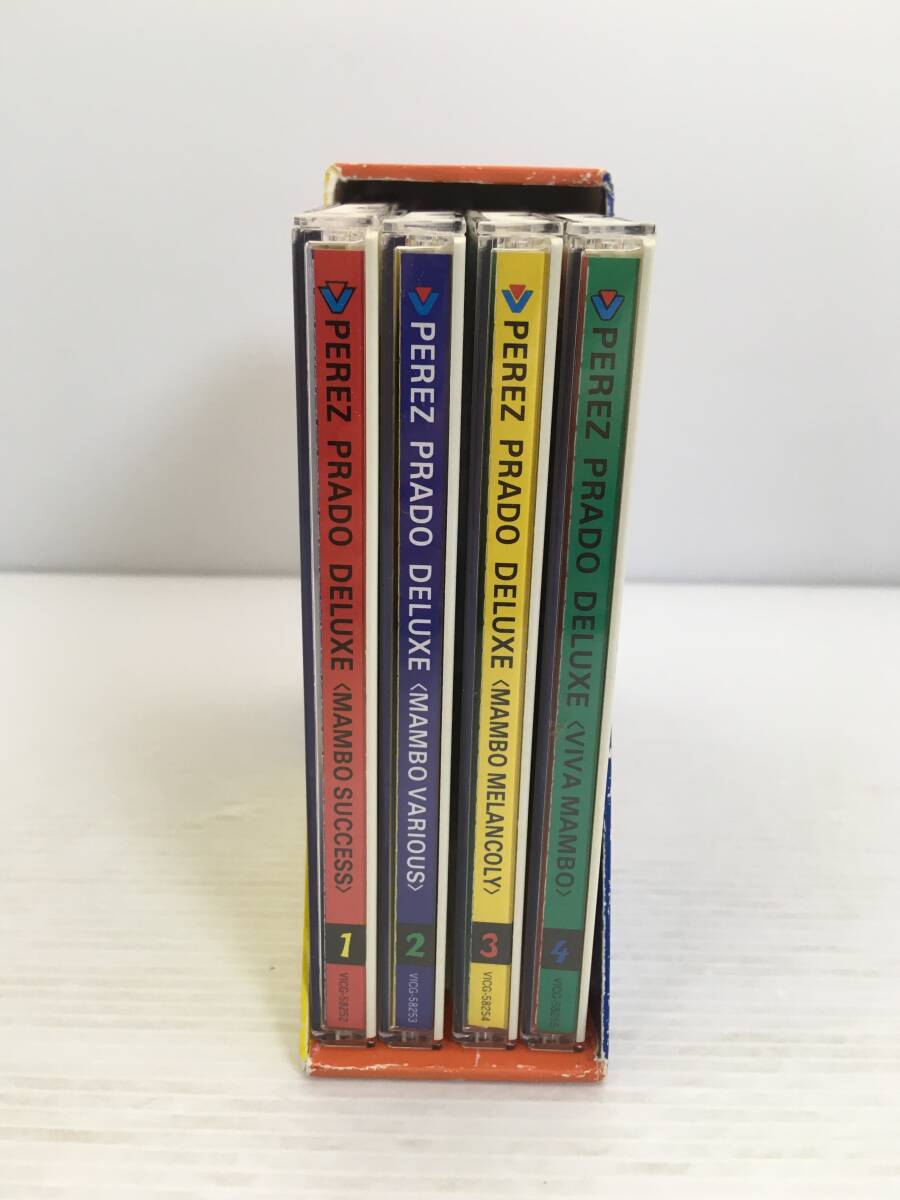 PEREZ PRADO DELUXE 〈MAMBO SUCCESS〉
1
VICG-58252
PEREZ PRADO DELUXE 〈MAMBO VARIOUS〉
2
VICG-58253
PEREZ PRADO DELUXE 〈MAMBO MELANCOLY〉
3
VICG-58254
PEREZ PRADO DELUXE 〈VIVA MAMBO〉
4